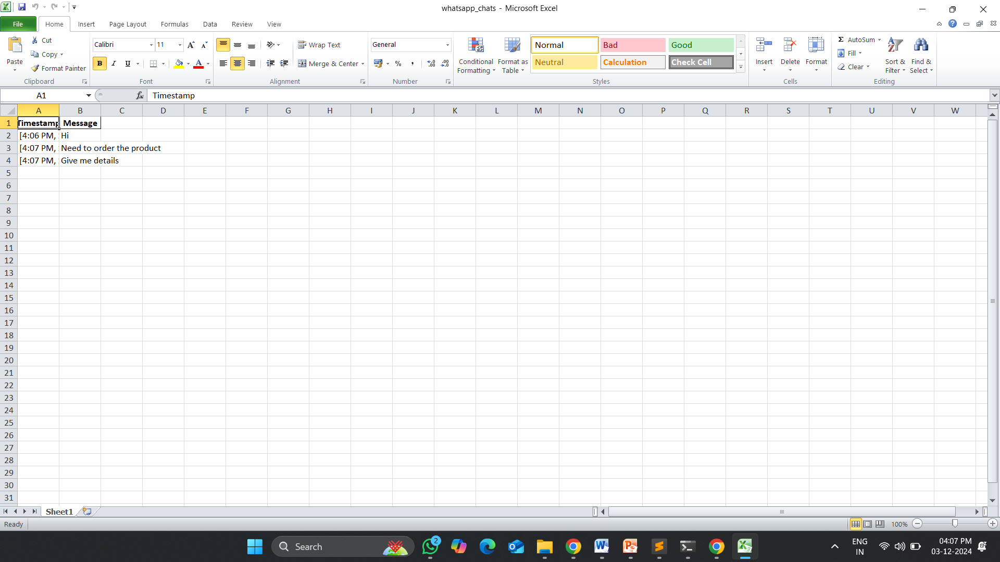 whatsapp_chats - Microsoft Excel
File Home Insert Page Layout Formulas Data Review View
Paste
Cut
Copy
Format Painter
Clipboard
Calibri 11
B I U A
Font
Wrap Text
Merge & Center
Alignment
General
% ,
Number
Conditional Formatting
Format as Table
Normal Bad Good
Neutral Calculation Check Cell
Styles
Insert Delete Format
Cells
Σ AutoSum
Fill
Clear
Sort & Filter
Find & Select
Editing
A1 fx Timestamp
A B C D E F G H I J K L M N O P Q R S T U V W
1 Timestamp Message
2 [4:06 PM, Hi
3 [4:07 PM, Need to order the product
4 [4:07 PM, Give me details
5
6
7
8
9
10
11
12
13
14
15
16
17
18
19
20
21
22
23
24
25
26
27
28
29
30
31
Sheet1
Ready 100%
Search 2 ENG IN 04:07 PM
03-12-2024